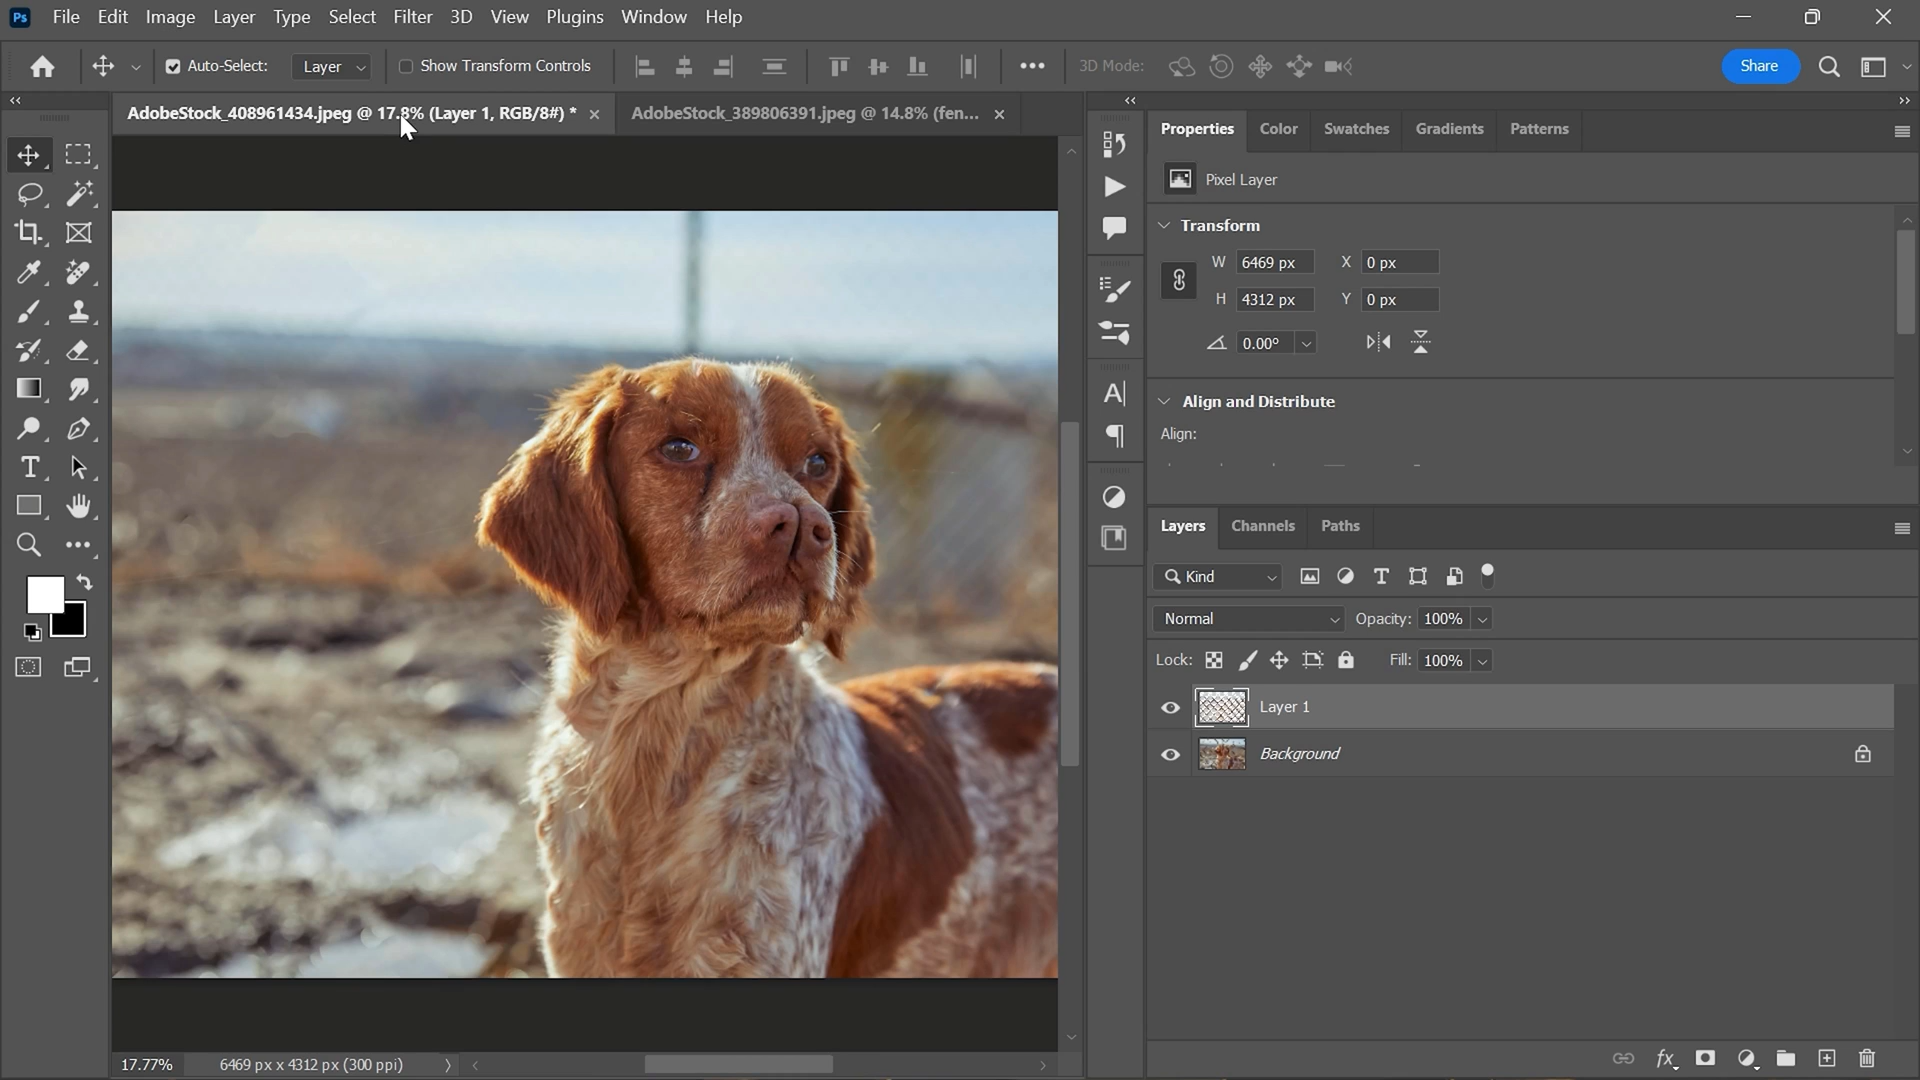 Ps File Edit Image Layer Type Select Filter 3D View Plugins Window Help
Auto-Select: Layer Show Transform Controls 3D Mode: Share
AdobeStock_408961434.jpeg @ 17.8% (Layer 1, RGB/8#) * AdobeStock_389806391.jpeg @ 14.8% (fen...
Properties Color Swatches Gradients Patterns
Pixel Layer
Transform
W 6469 px X 0 px
H 4312 px Y 0 px
0.00°
Align and Distribute
Align:
Layers Channels Paths
Kind
Normal Opacity: 100%
Lock: Fill: 100%
Layer 1
Background
17.77% 6469 px x 4312 px (300 ppi)